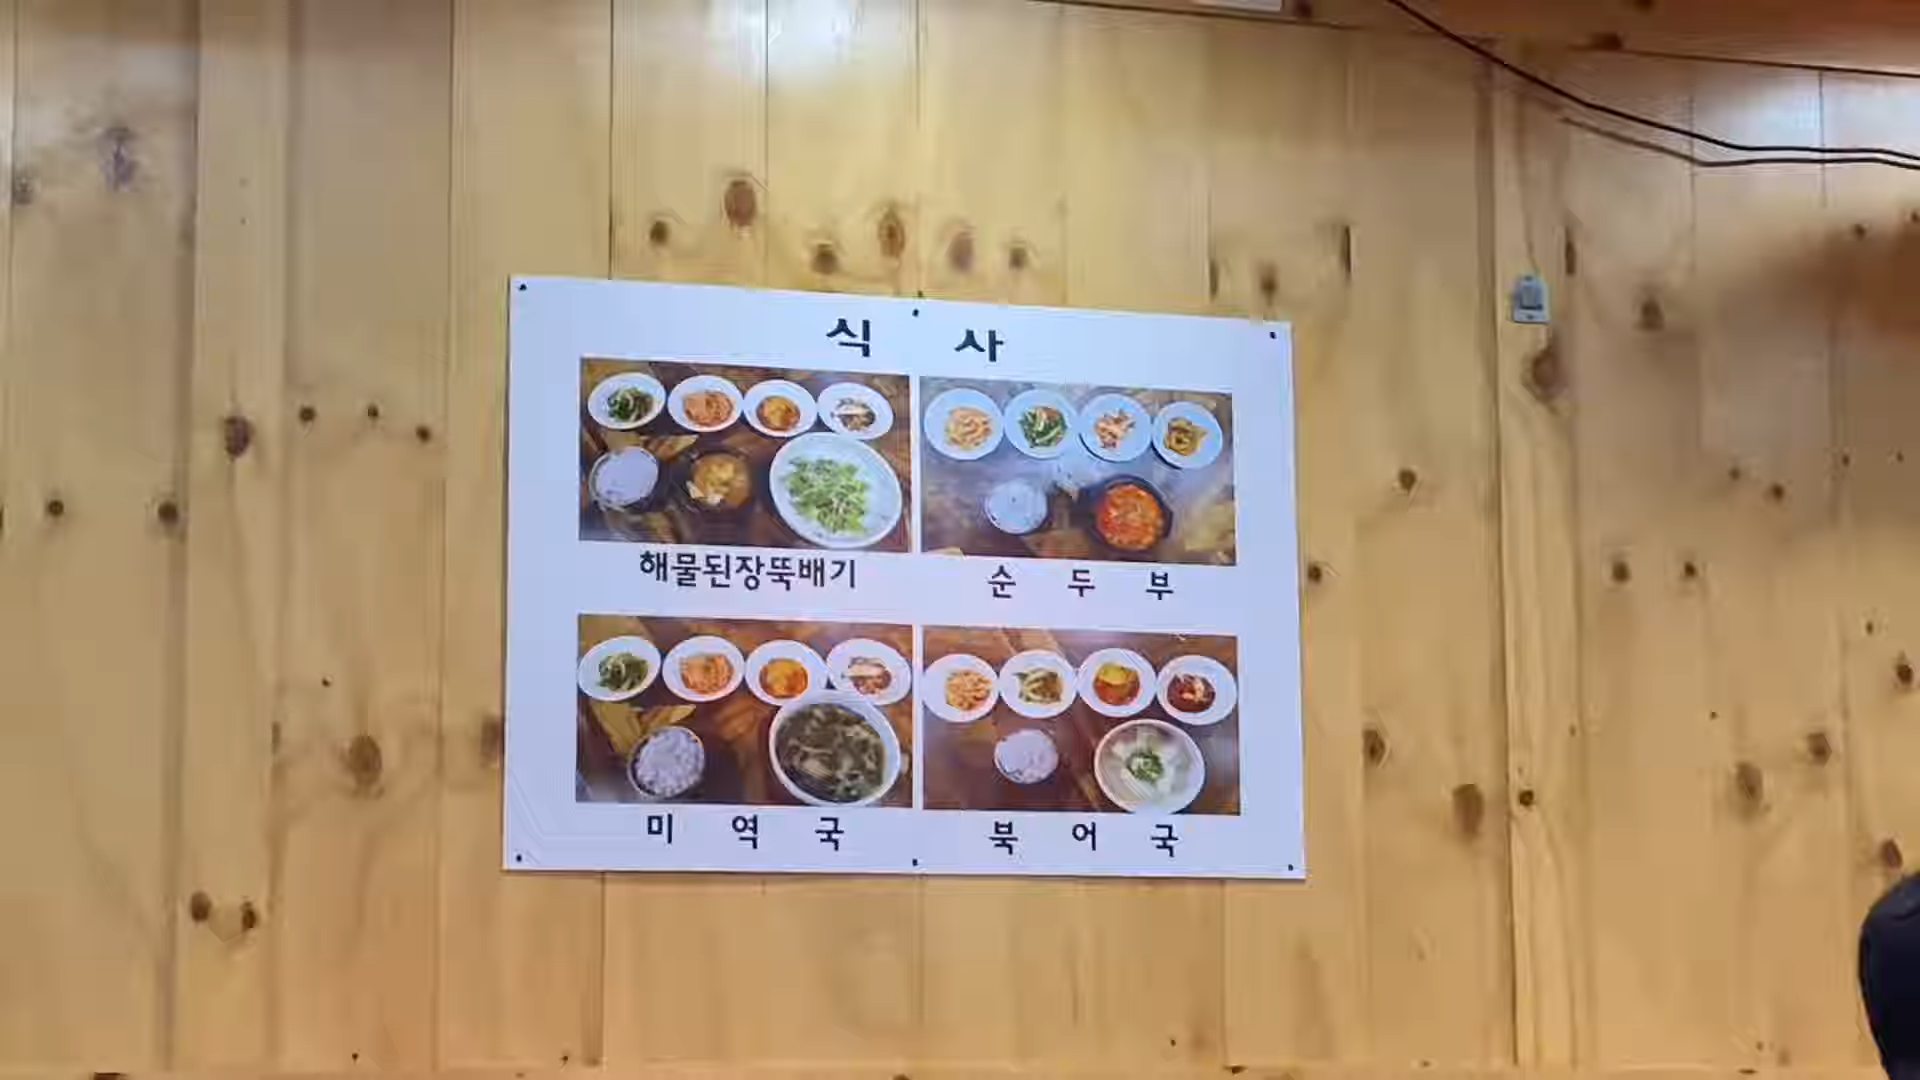 식 사
해물된장뚝배기
순 두 부
미 역 국
북 어 국